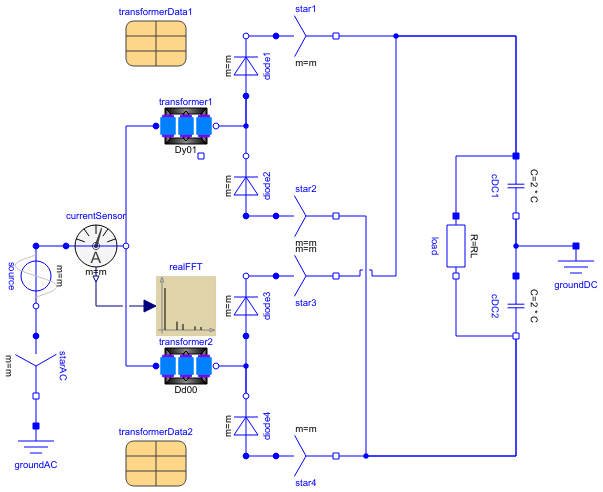 transformerData1
star1
m=m
diode1
m=m
transformer1
Dy01
diode2
m=m
star2
m=m
currentSensor
A
m=m
source
m=m
realFFT
m=m
star3
diode3
m=m
transformer2
Dd00
starAC
m=m
groundAC
diode4
m=m
m=m
star4
transformerData2
cDC1
C=2 * C
load
R=RL
groundDC
cDC2
C=2 * C